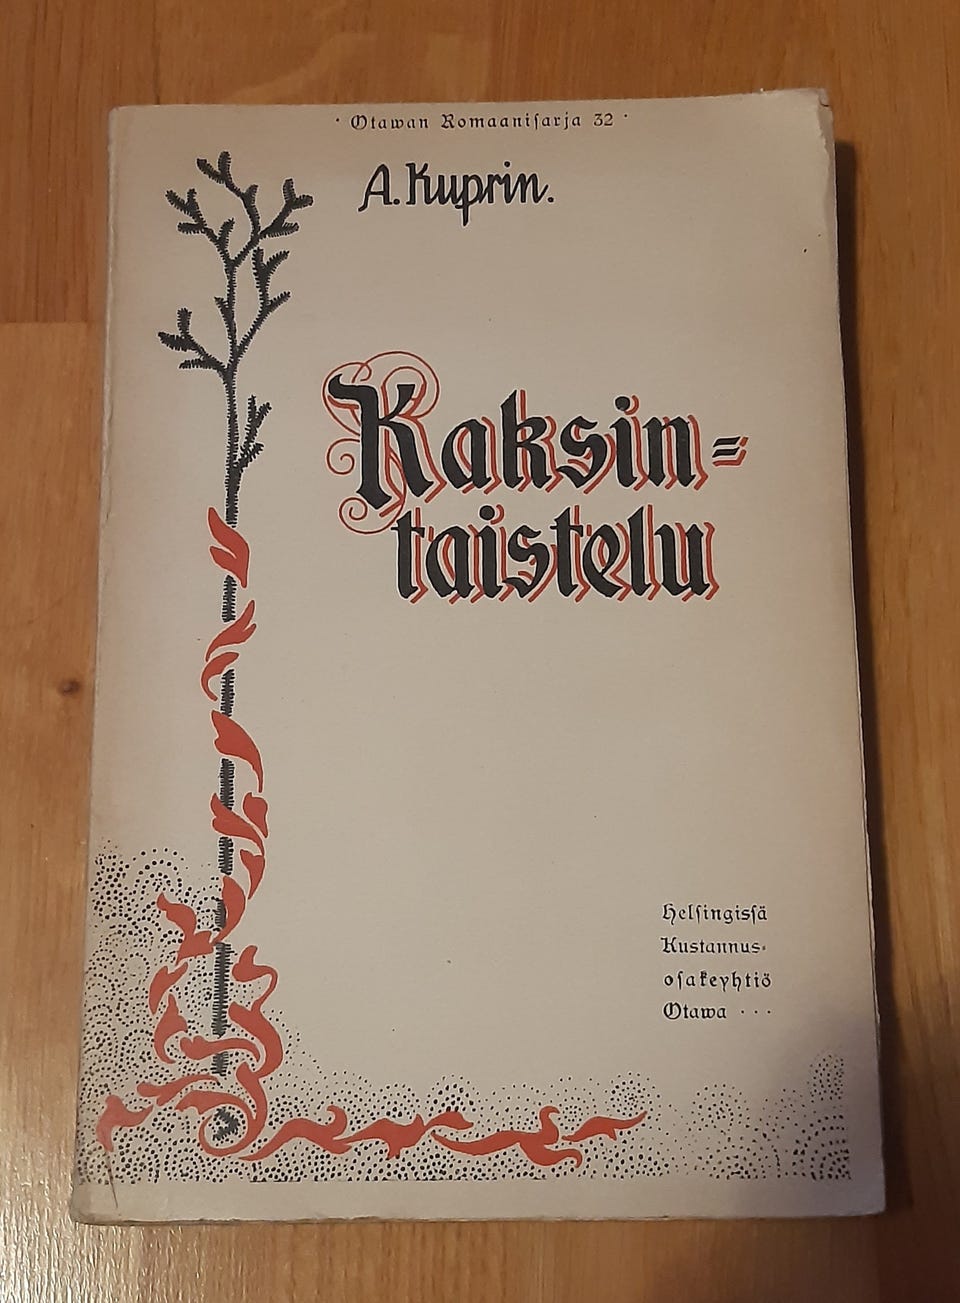 · Otawan Romaaniſarja 32 ·
A. Kuprin.
Kaksin=
taistelu
Helſingisſä
Kustannus=
oſakeyhtiö
Otawa · · ·